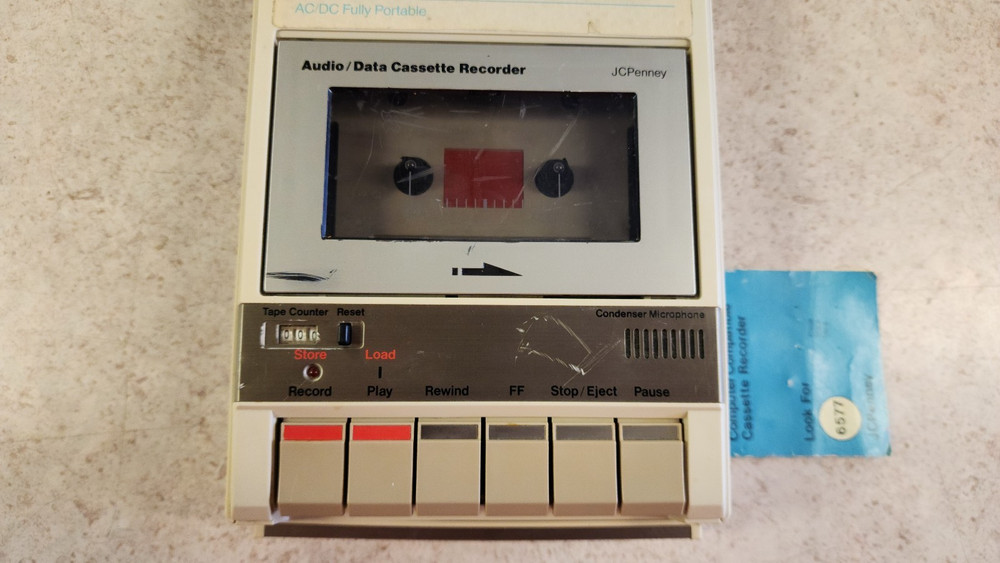 AC/DC Fully Portable
Audio/Data Cassette Recorder
JCPenney
Tape Counter
Reset
Condenser Microphone
010
Store
Load
Record
Play
Rewind
FF
Stop/Eject
Pause
Computer Compatible
Cassette Recorder
Look For
6577
JCPenney